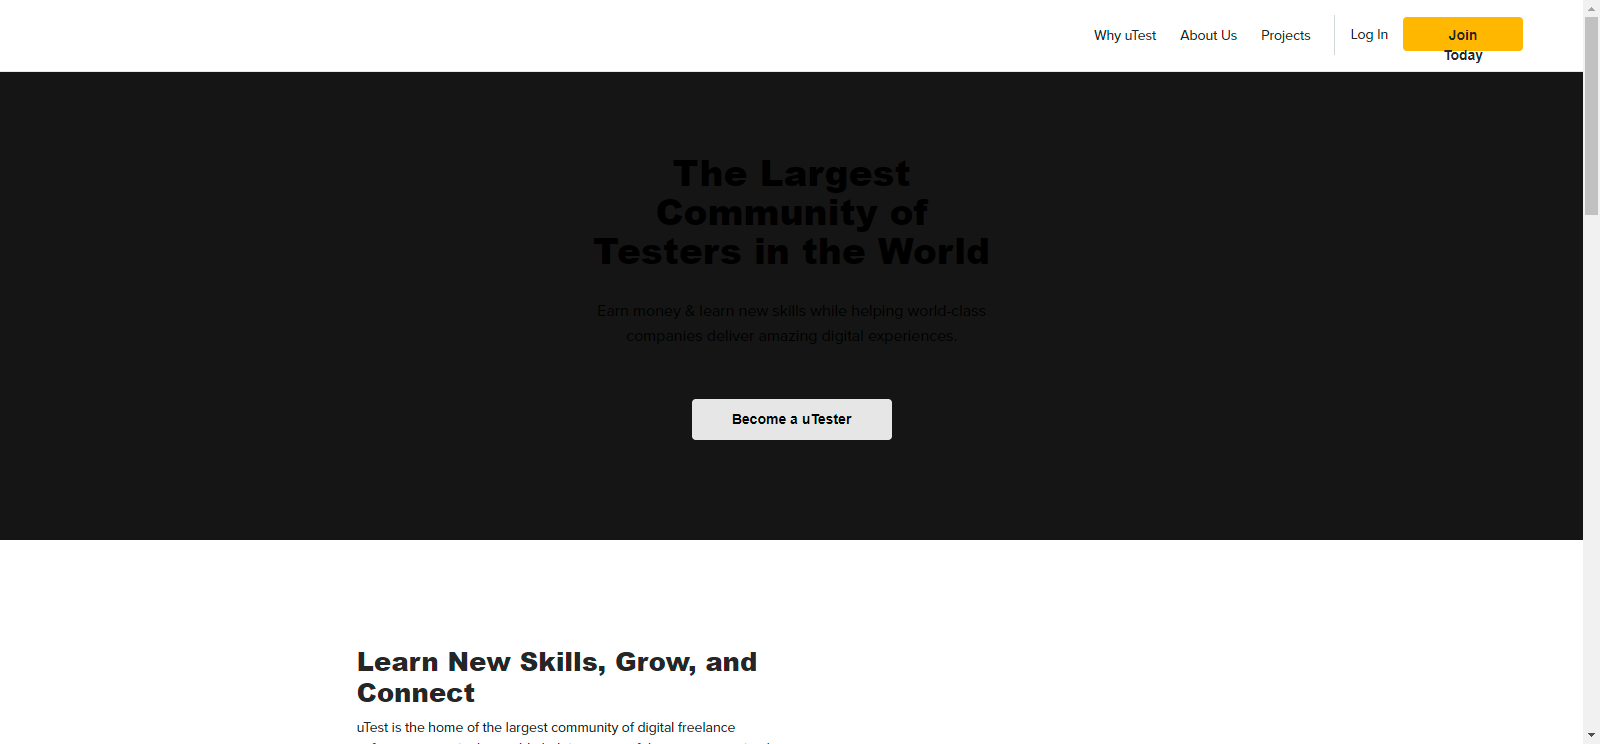 Why uTest About Us Projects Log In Join
Today
The Largest
Community of
Testers in the World
Earn money & learn new skills while helping world-class
companies deliver amazing digital experiences.
Become a uTester
Learn New Skills, Grow, and
Connect
uTest is the home of the largest community of digital freelance